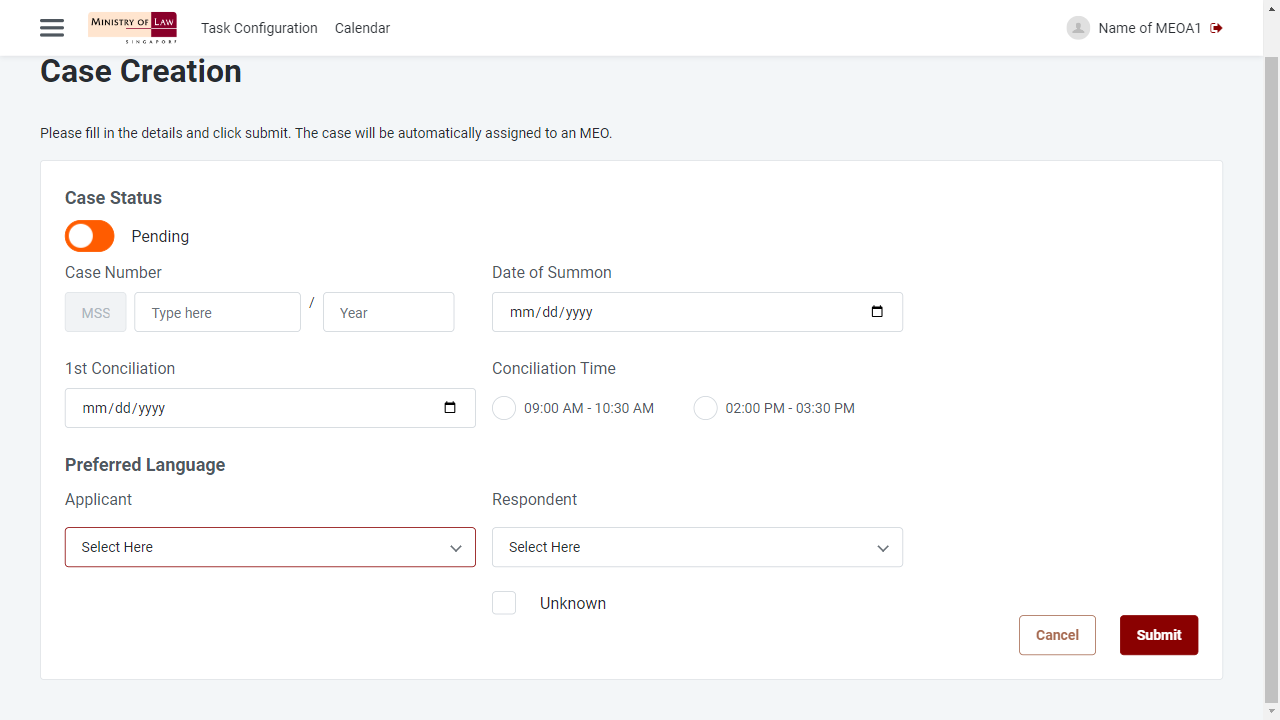 MINISTRY OF LAW
SINGAPORE
Task Configuration
Calendar
Name of MEOA1
Case Creation
Please fill in the details and click submit. The case will be automatically assigned to an MEO.
Case Status
Pending
Case Number
Date of Summon
MSS
Type here
/
Year
mm/dd/yyyy
1st Conciliation
Conciliation Time
mm/dd/yyyy
09:00 AM - 10:30 AM
02:00 PM - 03:30 PM
Preferred Language
Applicant
Respondent
Select Here
Select Here
Unknown
Cancel
Submit